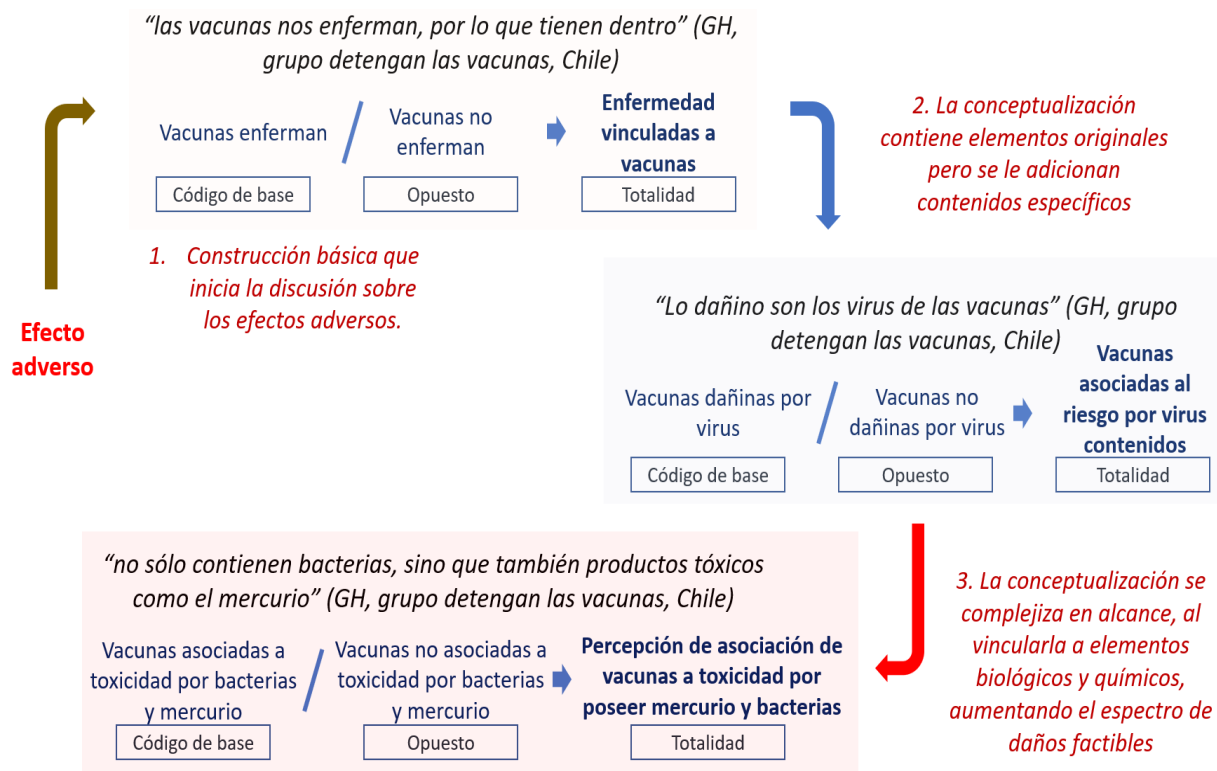 “las vacunas nos enferman, por lo que tienen dentro” (GH,
grupo detengan las vacunas, Chile)
Vacunas enferman
/
Vacunas no
enferman
Enfermedad
vinculadas a
vacunas
Código de base
Opuesto
Totalidad
2. La conceptualización
contiene elementos originales
pero se le adicionan
contenidos específicos
1. Construcción básica que
inicia la discusión sobre
los efectos adversos.
Efecto
adverso
“Lo dañino son los virus de las vacunas” (GH, grupo
detengan las vacunas, Chile)
Vacunas dañinas por
virus
/
Vacunas no
dañinas por virus
Vacunas
asociadas al
riesgo por virus
contenidos
Código de base
Opuesto
Totalidad
“no sólo contienen bacterias, sino que también productos tóxicos
como el mercurio” (GH, grupo detengan las vacunas, Chile)
Vacunas asociadas a
toxicidad por bacterias
y mercurio
/
Vacunas no asociadas a
toxicidad por bacterias
y mercurio
Percepción de asociación de
vacunas a toxicidad por
poseer mercurio y bacterias
Código de base
Opuesto
Totalidad
3. La conceptualización se
complejiza en alcance, al
vincularla a elementos
biológicos y químicos,
aumentando el espectro de
daños factibles